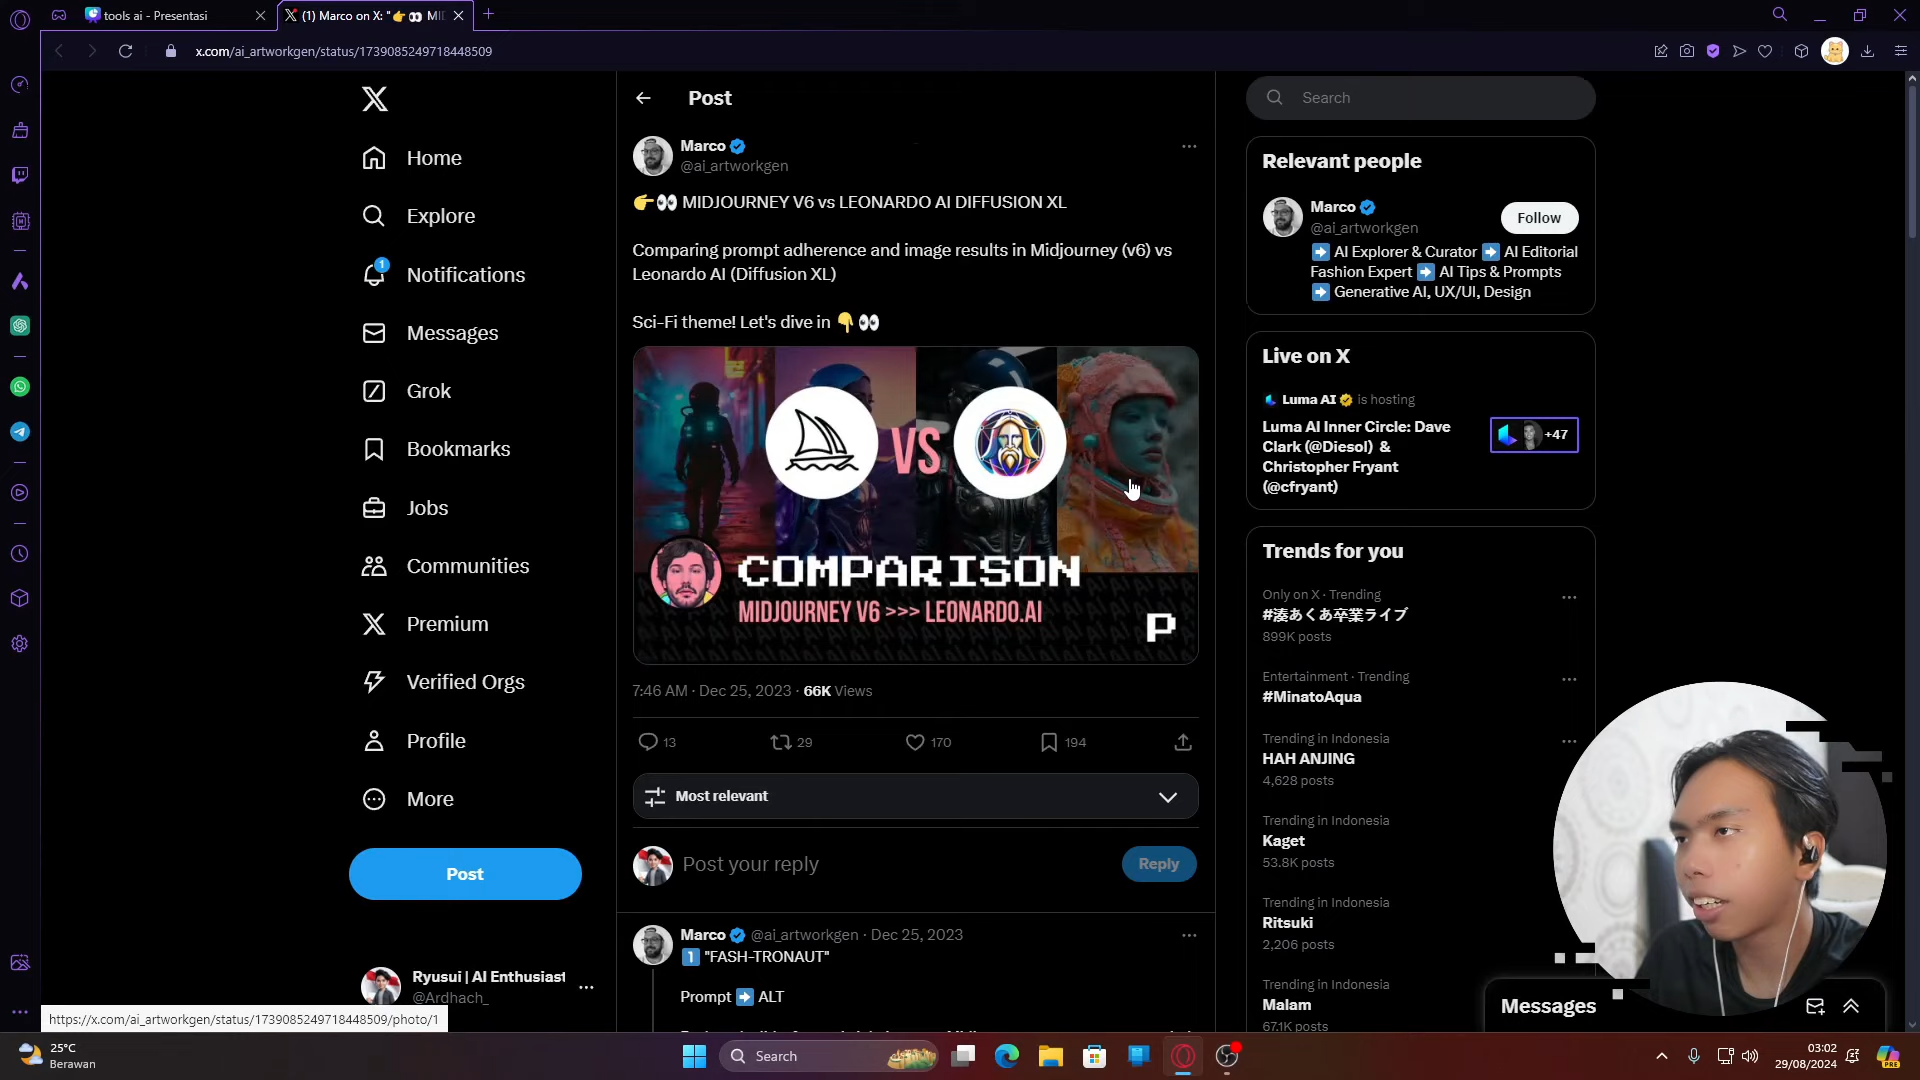 tools ai - Presentasi
(1) Marco on X: "👉👀 MI
x.com/ai_artworkgen/status/1739085249718448509
Home
Explore
1
Notifications
Messages
Grok
Bookmarks
Jobs
Communities
Premium
Verified Orgs
Profile
More
Post
Ryusui | AI Enthusiast
@Ardhach_
https://x.com/ai_artworkgen/status/1739085249718448509/photo/1
Post
Marco
@ai_artworkgen
👉👀 MIDJOURNEY V6 vs LEONARDO AI DIFFUSION XL
Comparing prompt adherence and image results in Midjourney (v6) vs
Leonardo AI (Diffusion XL)
Sci-Fi theme! Let's dive in 👇👀
VS
COMPARISON
MIDJOURNEY V6 >>> LEONARDO.AI
P
7:46 AM · Dec 25, 2023 · 66K Views
13
29
170
194
Most relevant
Post your reply
Reply
Marco @ai_artworkgen · Dec 25, 2023
1️⃣ "FASH-TRONAUT"
Prompt ➡️ ALT
Search
Relevant people
Marco
@ai_artworkgen
Follow
➡️ AI Explorer & Curator ➡️ AI Editorial
Fashion Expert ➡️ AI Tips & Prompts
➡️ Generative AI, UX/UI, Design
Live on X
Luma AI is hosting
Luma AI Inner Circle: Dave
Clark (@Diesol) &
Christopher Fryant
(@cfryant)
+47
Trends for you
Only on X · Trending
#湊あくあ卒業ライブ
899K posts
Entertainment · Trending
#MinatoAqua
Trending in Indonesia
HAH ANJING
4,628 posts
Trending in Indonesia
Kaget
53.8K posts
Trending in Indonesia
Ritsuki
2,206 posts
Trending in Indonesia
Malam
67.1K posts
Messages
25°C
Berawan
Search
03:02
29/08/2024
PRE